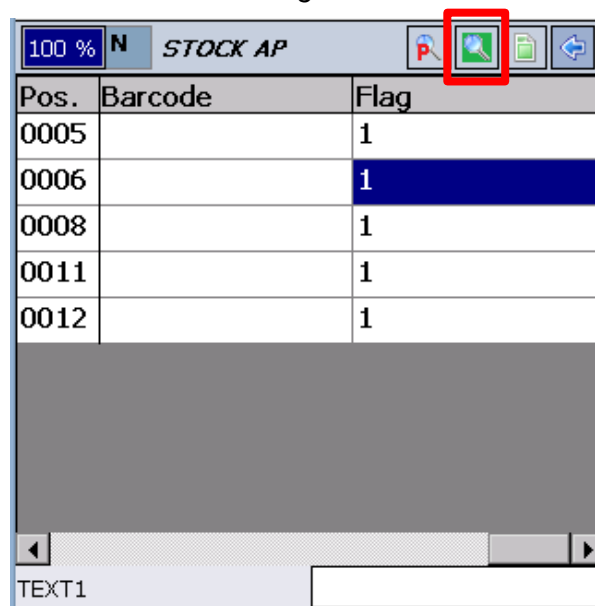 100 % N STOCK AP P
Pos. Barcode Flag
0005 1
0006 1
0008 1
0011 1
0012 1
TEXT1